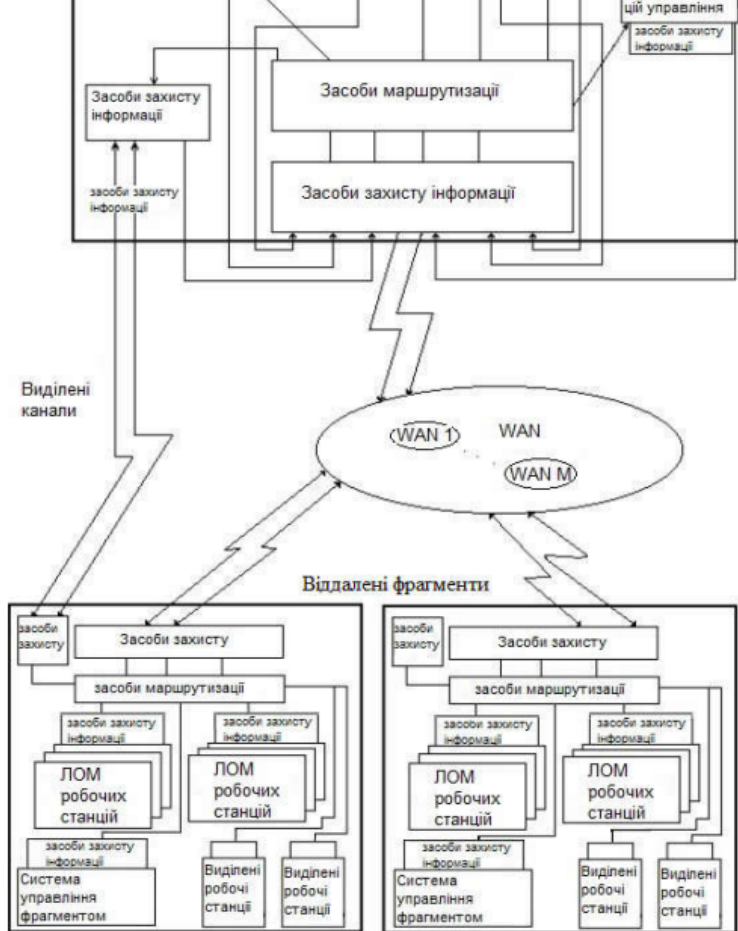 цій управління
засоби захисту
інформації
Засоби захисту
інформації
Засоби маршрутизації
засоби захисту
інформації
Засоби захисту інформації
Виділені
канали
WAN 1
WAN
WAN M
Віддалені фрагменти
засоби
захисту
Засоби захисту
засоби маршрутизації
засоби захисту
інформації
засоби захисту
інформації
ЛОМ
робочих
станцій
ЛОМ
робочих
станцій
засоби захисту
інформації
Система
управління
фрагментом
Виділені
робочі
станції
Виділені
робочі
станції
засоби
захисту
Засоби захисту
засоби маршрутизації
засоби захисту
інформації
засоби захисту
інформації
ЛОМ
робочих
станцій
ЛОМ
робочих
станцій
засоби захисту
інформації
Система
управління
фрагментом
Виділені
робочі
станції
Виділені
робочі
станції